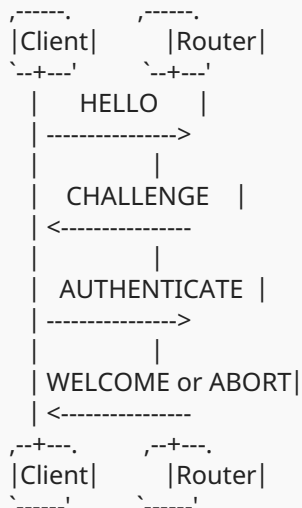 ,------.          ,------.
|Client|          |Router|
`--+---'          `--+---'
|      HELLO      |
| ---------------->
|                 |
|    CHALLENGE    |
| <----------------
|                 |
|   AUTHENTICATE  |
| ---------------->
|                 |
| WELCOME or ABORT|
| <----------------
,--+---.          ,--+---.
|Client|          |Router|
`------'          `------'